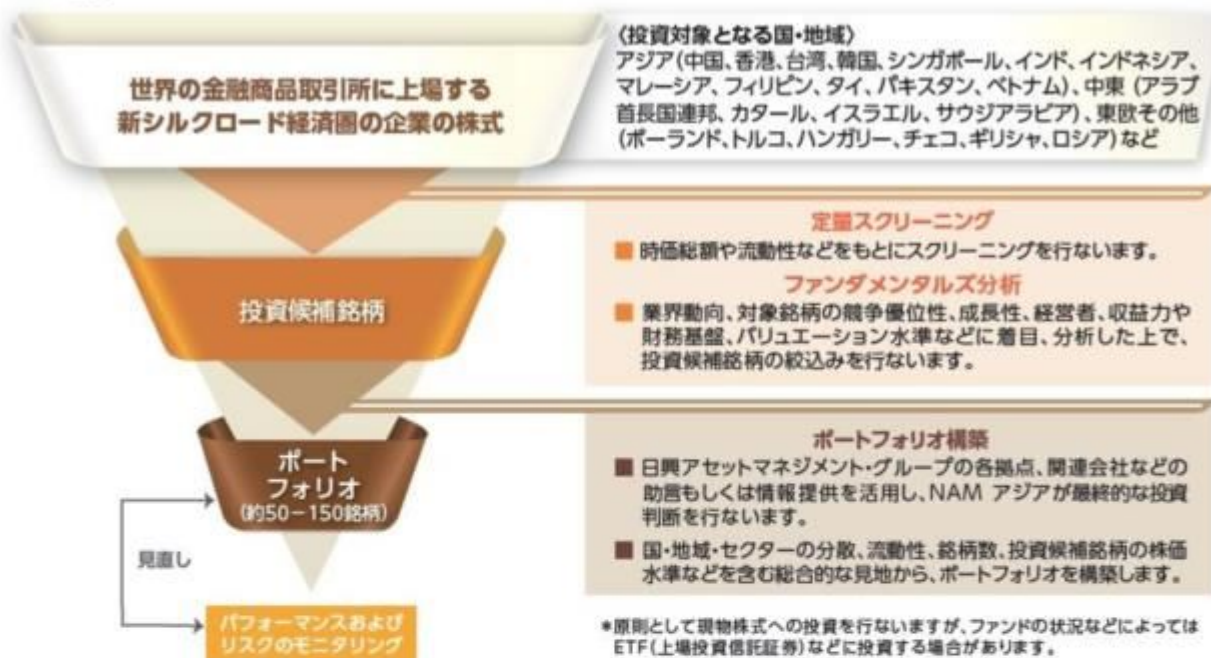 世界の金融商品取引所に上場する
新シルクロード経済圏の企業の株式
〈投資対象となる国・地域〉
アジア(中国、香港、台湾、韓国、シンガポール、インド、インドネシア、
マレーシア、フィリピン、タイ、パキスタン、ベトナム)、中東 (アラブ
首長国連邦、カタール、イスラエル、サウジアラビア)、東欧その他
(ポーランド、トルコ、ハンガリー、チェコ、ギリシャ、ロシア)など
定量スクリーニング
■ 時価総額や流動性などをもとにスクリーニングを行ないます。
ファンダメンタルズ分析
■ 業界動向、対象銘柄の競争優位性、成長性、経営者、収益力や
財務基盤、バリュエーション水準などに着目、分析した上で、
投資候補銘柄の絞込みを行ないます。
投資候補銘柄
ポートフォリオ構築
■ 日興アセットマネジメント・グループの各拠点、関連会社などの
助言もしくは情報提供を活用し、NAM アジアが最終的な投資
判断を行ないます。
■ 国・地域・セクターの分散、流動性、銘柄数、投資候補銘柄の株価
水準などを含む総合的な見地から、ポートフォリオを構築します。
ポート
フォリオ
(約50－150銘柄)
見直し
パフォーマンスおよび
リスクのモニタリング
*原則として現物株式への投資を行ないますが、ファンドの状況などによっては
ETF(上場投資信託証券)などに投資する場合があります。